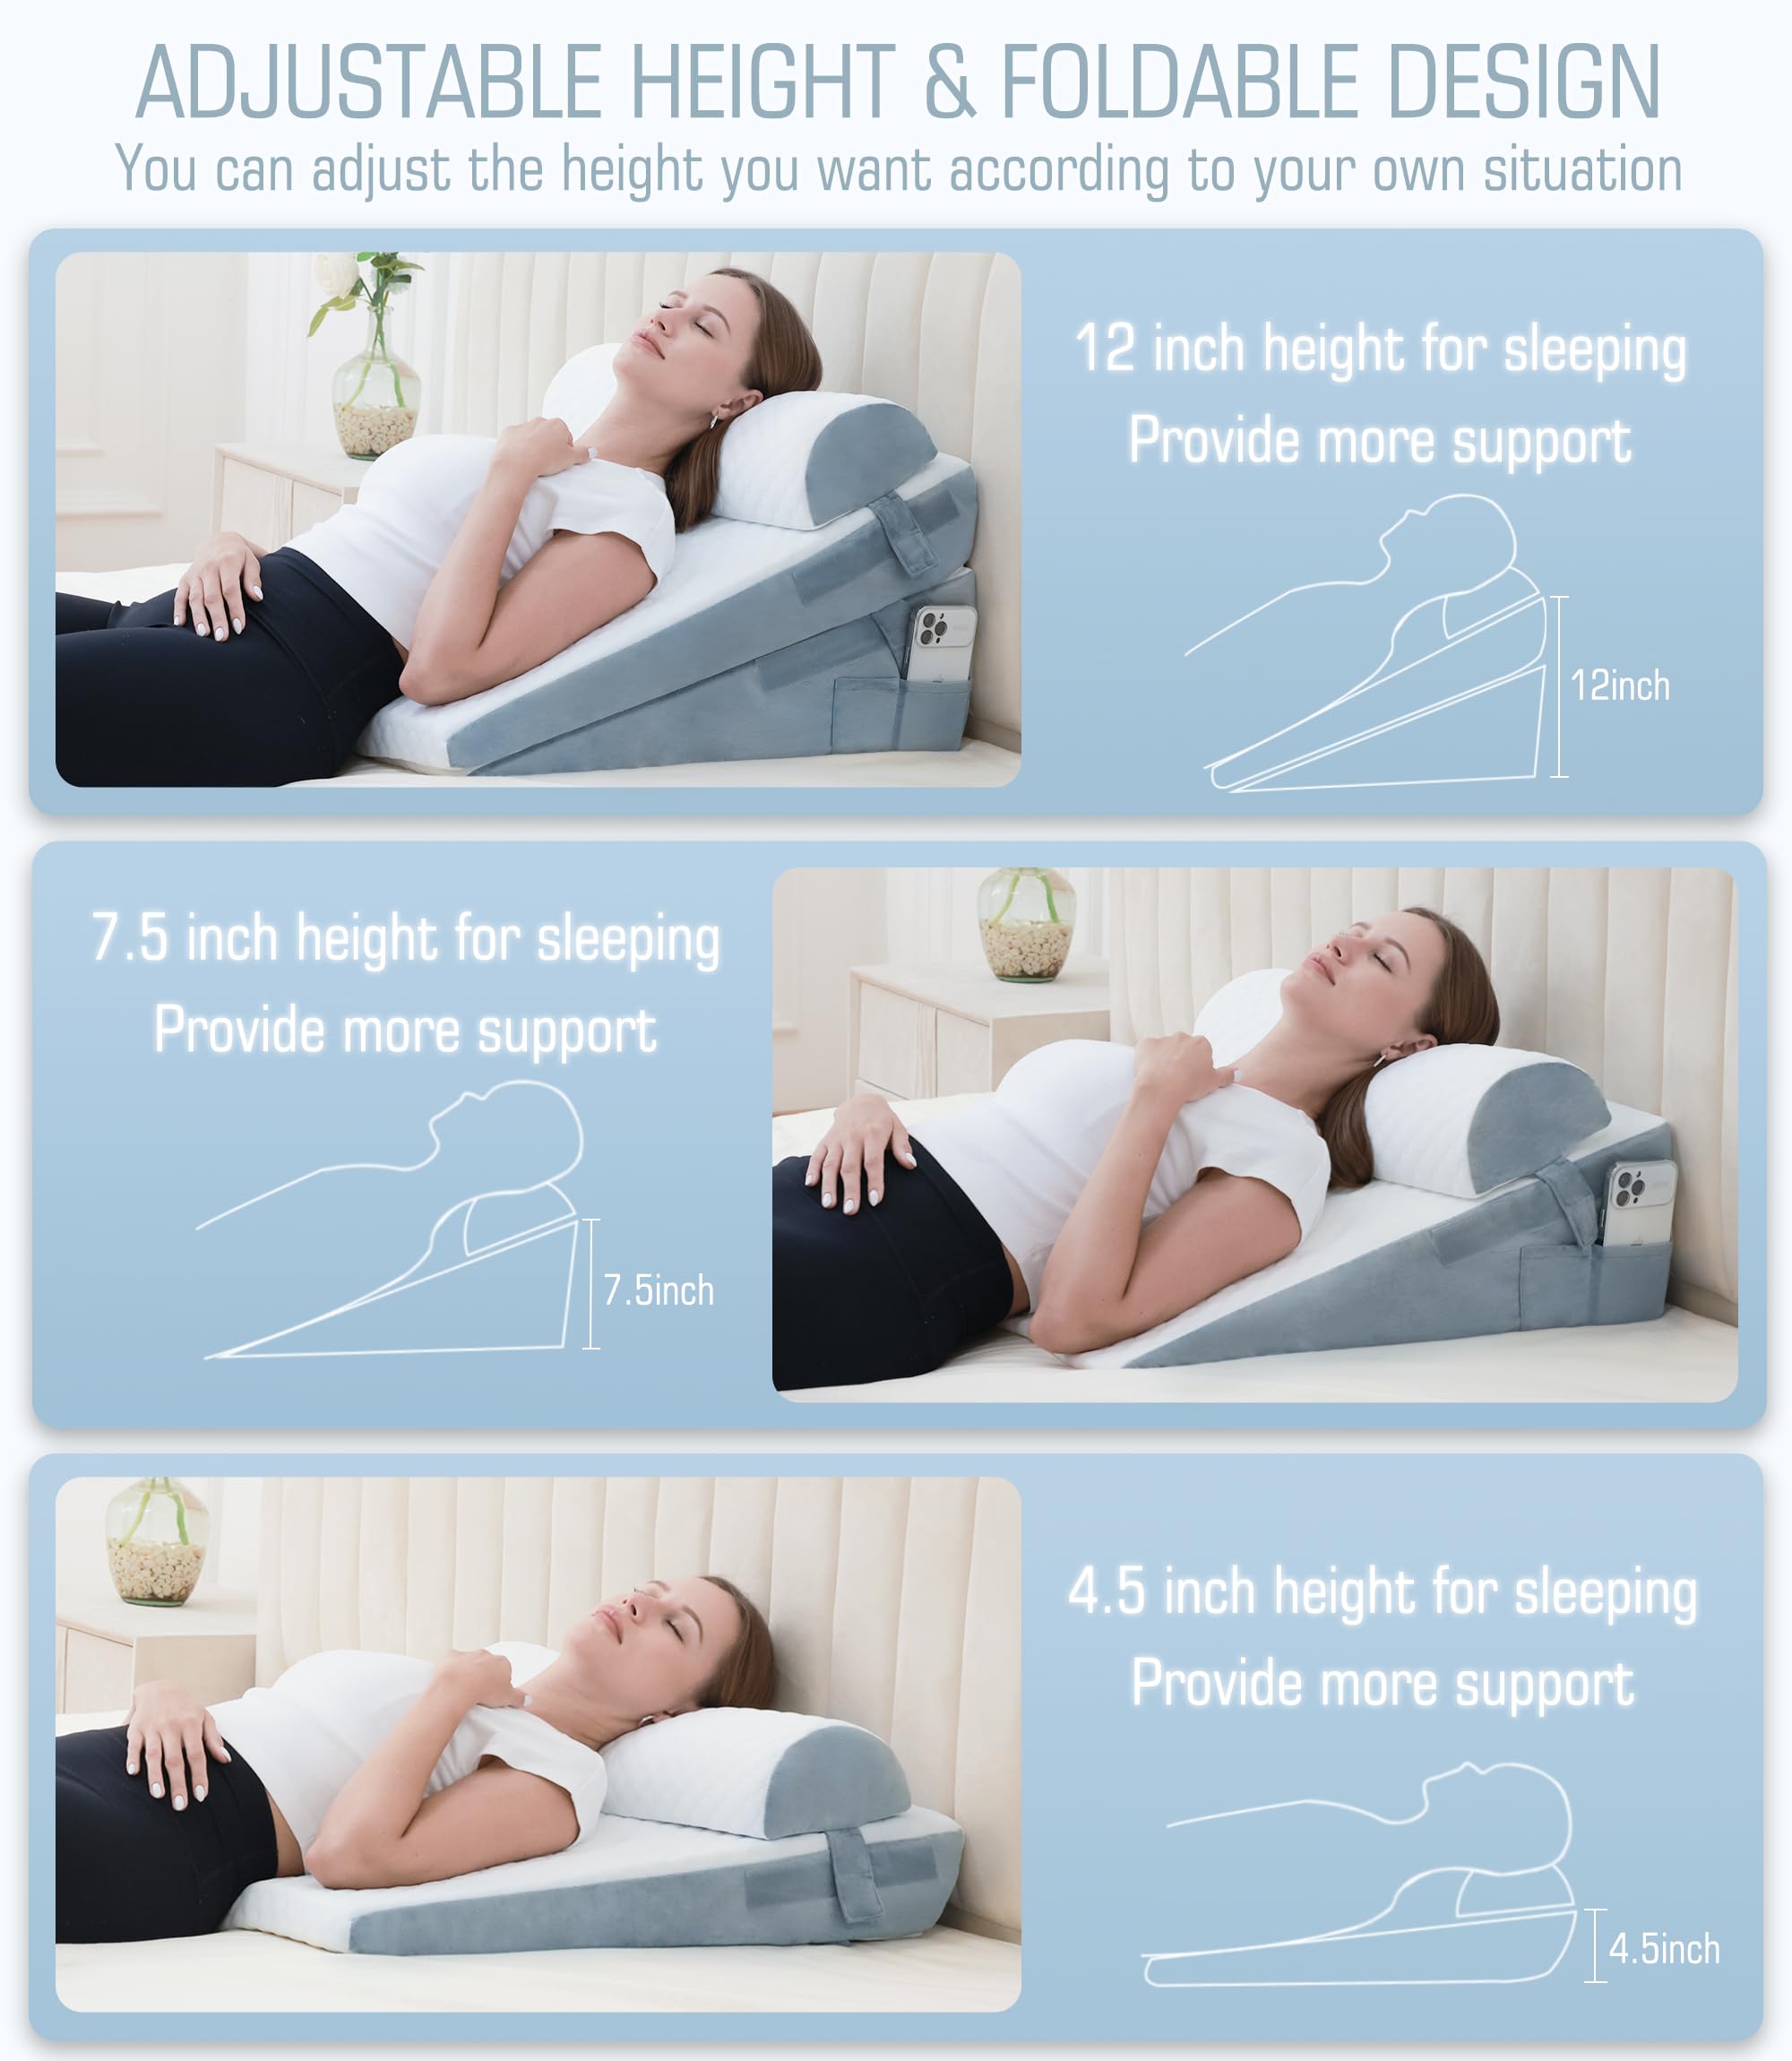 ADJUSTABLE HEIGHT & FOLDABLE DESIGN
You can adjust the height you want according to your own situation
12 inch height for sleeping
Provide more support
12inch
7.5 inch height for sleeping
Provide more support
7.5inch
4.5 inch height for sleeping
Provide more support
4.5inch